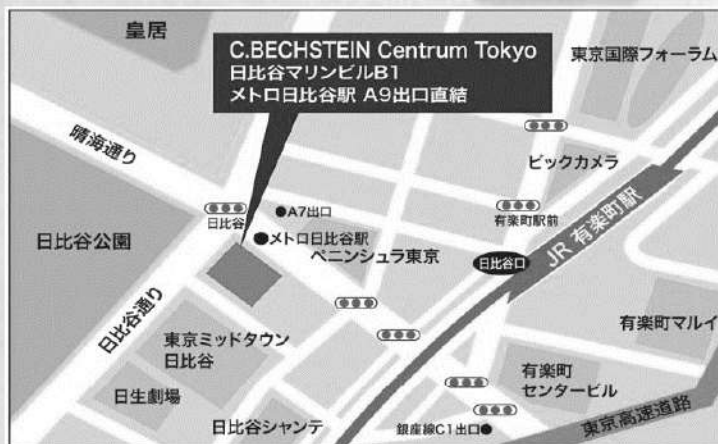 皇居
C.BECHSTEIN Centrum Tokyo
日比谷マリンビルB1
メトロ日比谷駅 A9出口直結
東京国際フォーラム
晴海通り
ビックカメラ
日比谷
A7出口
有楽町駅前
JR 有楽町駅
日比谷公園
メトロ日比谷駅
ペニンシュラ東京
日比谷口
日比谷通り
東京ミッドタウン
日比谷
有楽町マルイ
日生劇場
有楽町
センタービル
日比谷シャンテ
銀座線C1出口
東京高速道路